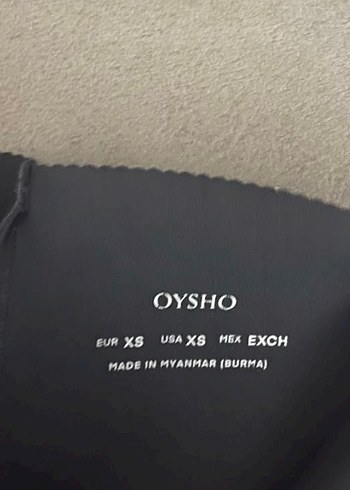 OYSHO
EUR XS USA XS MEX EXCH
MADE IN MYANMAR (BURMA)